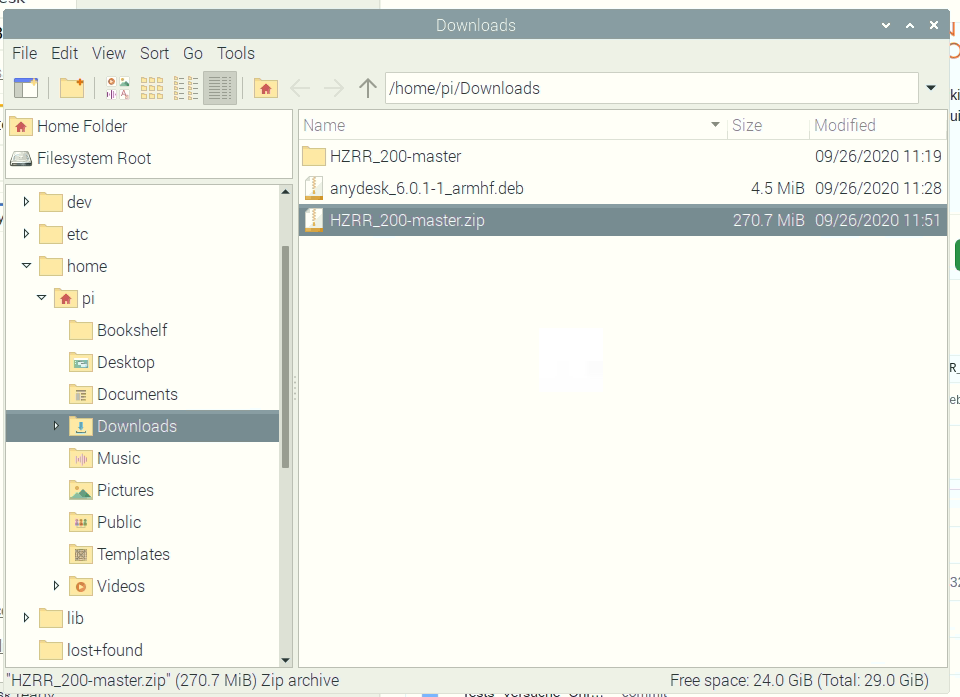 Downloads
File Edit View Sort Go Tools
/home/pi/Downloads
Home Folder
Filesystem Root
Name Size Modified
HZRR_200-master 09/26/2020 11:19
anydesk_6.0.1-1_armhf.deb 4.5 MiB 09/26/2020 11:28
HZRR_200-master.zip 270.7 MiB 09/26/2020 11:51
dev
etc
home
pi
Bookshelf
Desktop
Documents
Downloads
Music
Pictures
Public
Templates
Videos
lib
lost+found
"HZRR_200-master.zip" (270.7 MiB) Zip archive Free space: 24.0 GiB (Total: 29.0 GiB)